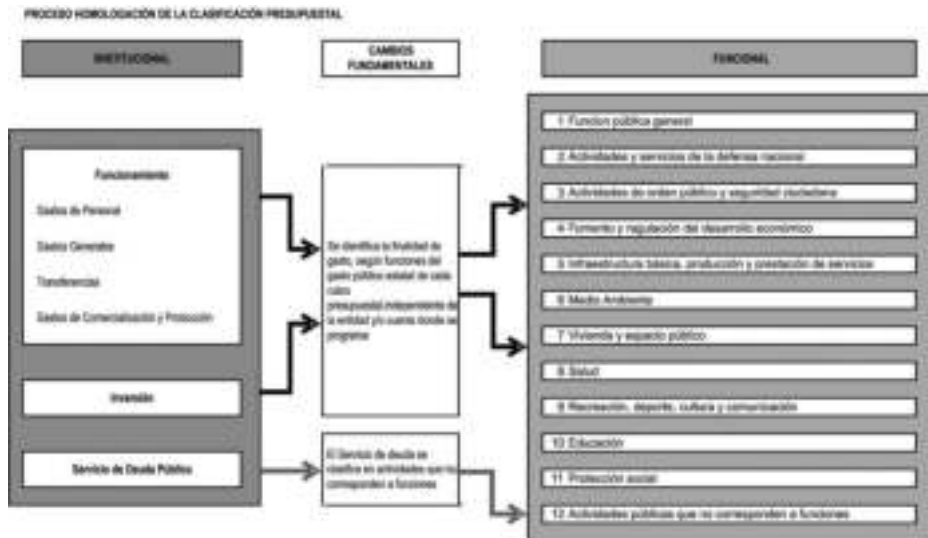 PROCESO HOMOLOGACIÓN DE LA CLASIFICACIÓN PRESUPUESTAL
INSTITUCIONAL
CAMBIOS
FUNDAMENTALES
FUNCIONAL
Funcionamiento
Gastos de Personal
Gastos Generales
Transferencias
Gastos de Comercialización y Producción
Inversión
Servicio de Deuda Pública
Se identifica la finalidad de
gasto, según funciones del
gasto público estatal de cada
rubro
presupuestal, independiente de
la entidad y/o cuenta donde se
programe
El Servicio de deuda se
clasifica en actividades que no
corresponden a funciones
1 Funcion pública general
2 Actividades y servicios de la defensa nacional
3 Actividades de orden público y seguridad ciudadana
4 Fomento y regulación del desarrollo económico
5 Infraestructura básica, producción y prestación de servicios
6 Medio Ambiente
7 Vivienda y espacio público
8 Salud
9 Recreación, deporte, cultura y comunicación
10 Educación
11 Protección social
12 Actividades públicas que no corresponden a funciones